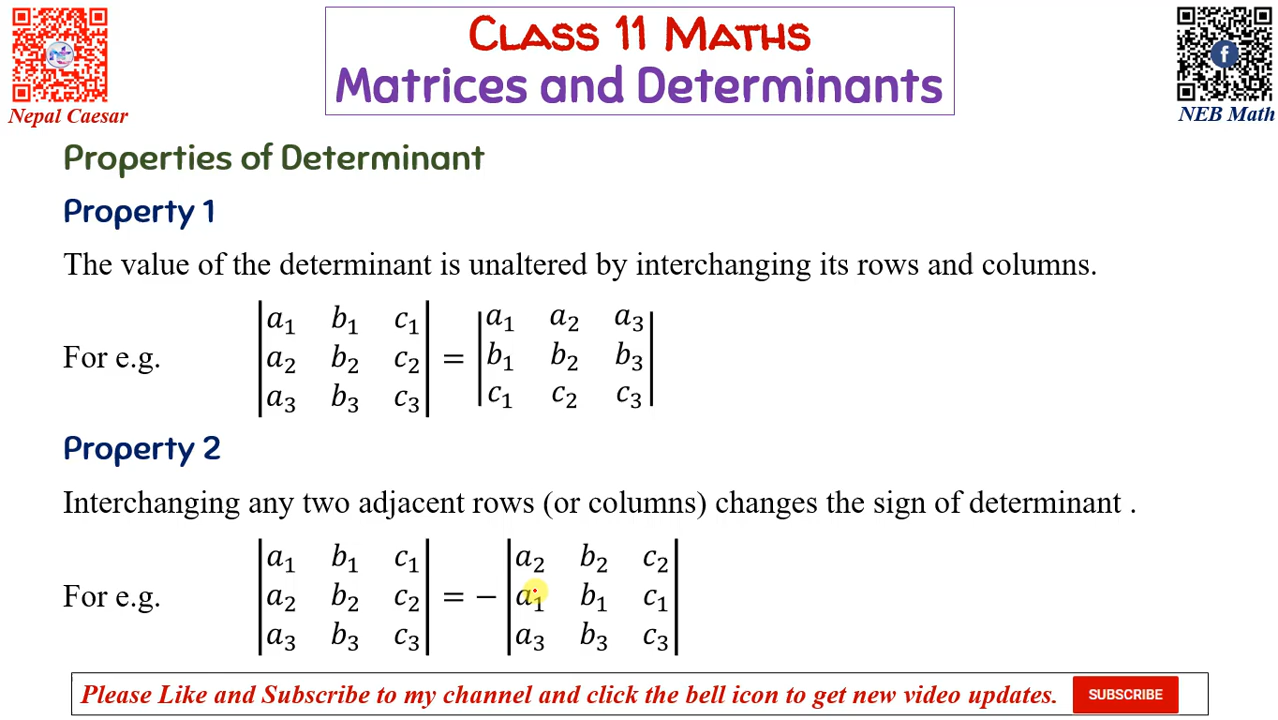 CLASS 11 MATHS
Matrices and Determinants
Nepal Caesar
NEB Math
Properties of Determinant
Property 1
The value of the determinant is unaltered by interchanging its rows and columns.
For e.g. | a₁ b₁ c₁ | = | a₁ a₂ a₃ |
| a₂ b₂ c₂ | | b₁ b₂ b₃ |
| a₃ b₃ c₃ | | c₁ c₂ c₃ |
Property 2
Interchanging any two adjacent rows (or columns) changes the sign of determinant .
For e.g. | a₁ b₁ c₁ | = − | a₂ b₂ c₂ |
| a₂ b₂ c₂ | | a₁ b₁ c₁ |
| a₃ b₃ c₃ | | a₃ b₃ c₃ |
Please Like and Subscribe to my channel and click the bell icon to get new video updates. SUBSCRIBE